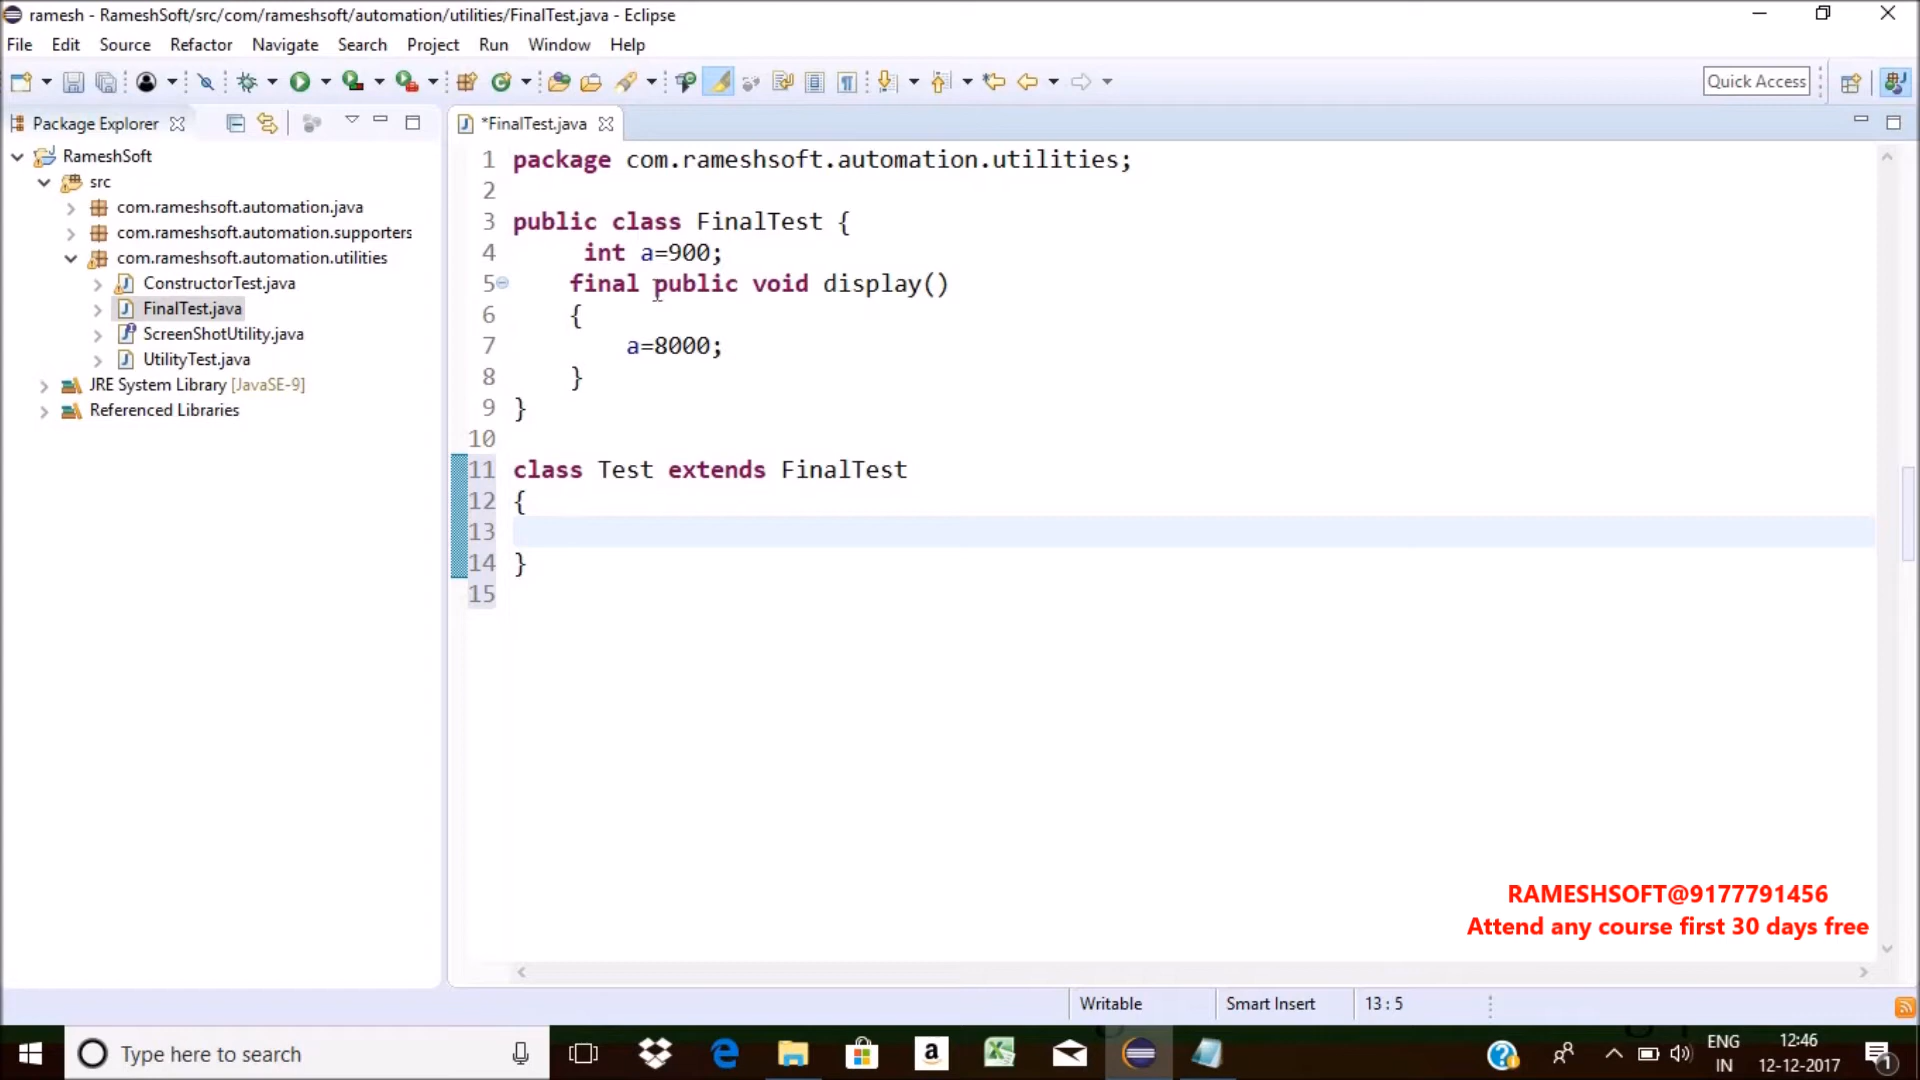 ramesh - RameshSoft/src/com/rameshsoft/automation/utilities/FinalTest.java - Eclipse
File Edit Source Refactor Navigate Search Project Run Window Help
Quick Access
Package Explorer
*FinalTest.java
RameshSoft
src
com.rameshsoft.automation.java
com.rameshsoft.automation.supporters
com.rameshsoft.automation.utilities
ConstructorTest.java
FinalTest.java
ScreenShotUtility.java
UtilityTest.java
JRE System Library [JavaSE-9]
Referenced Libraries
1 package com.rameshsoft.automation.utilities;
2
3 public class FinalTest {
4 int a=900;
5 final public void display()
6 {
7 a=8000;
8 }
9 }
10
11 class Test extends FinalTest
12 {
13
14 }
15
RAMESHSOFT@9177791456
Attend any course first 30 days free
Writable Smart Insert 13 : 5
Type here to search
ENG
IN
12:46
12-12-2017
1